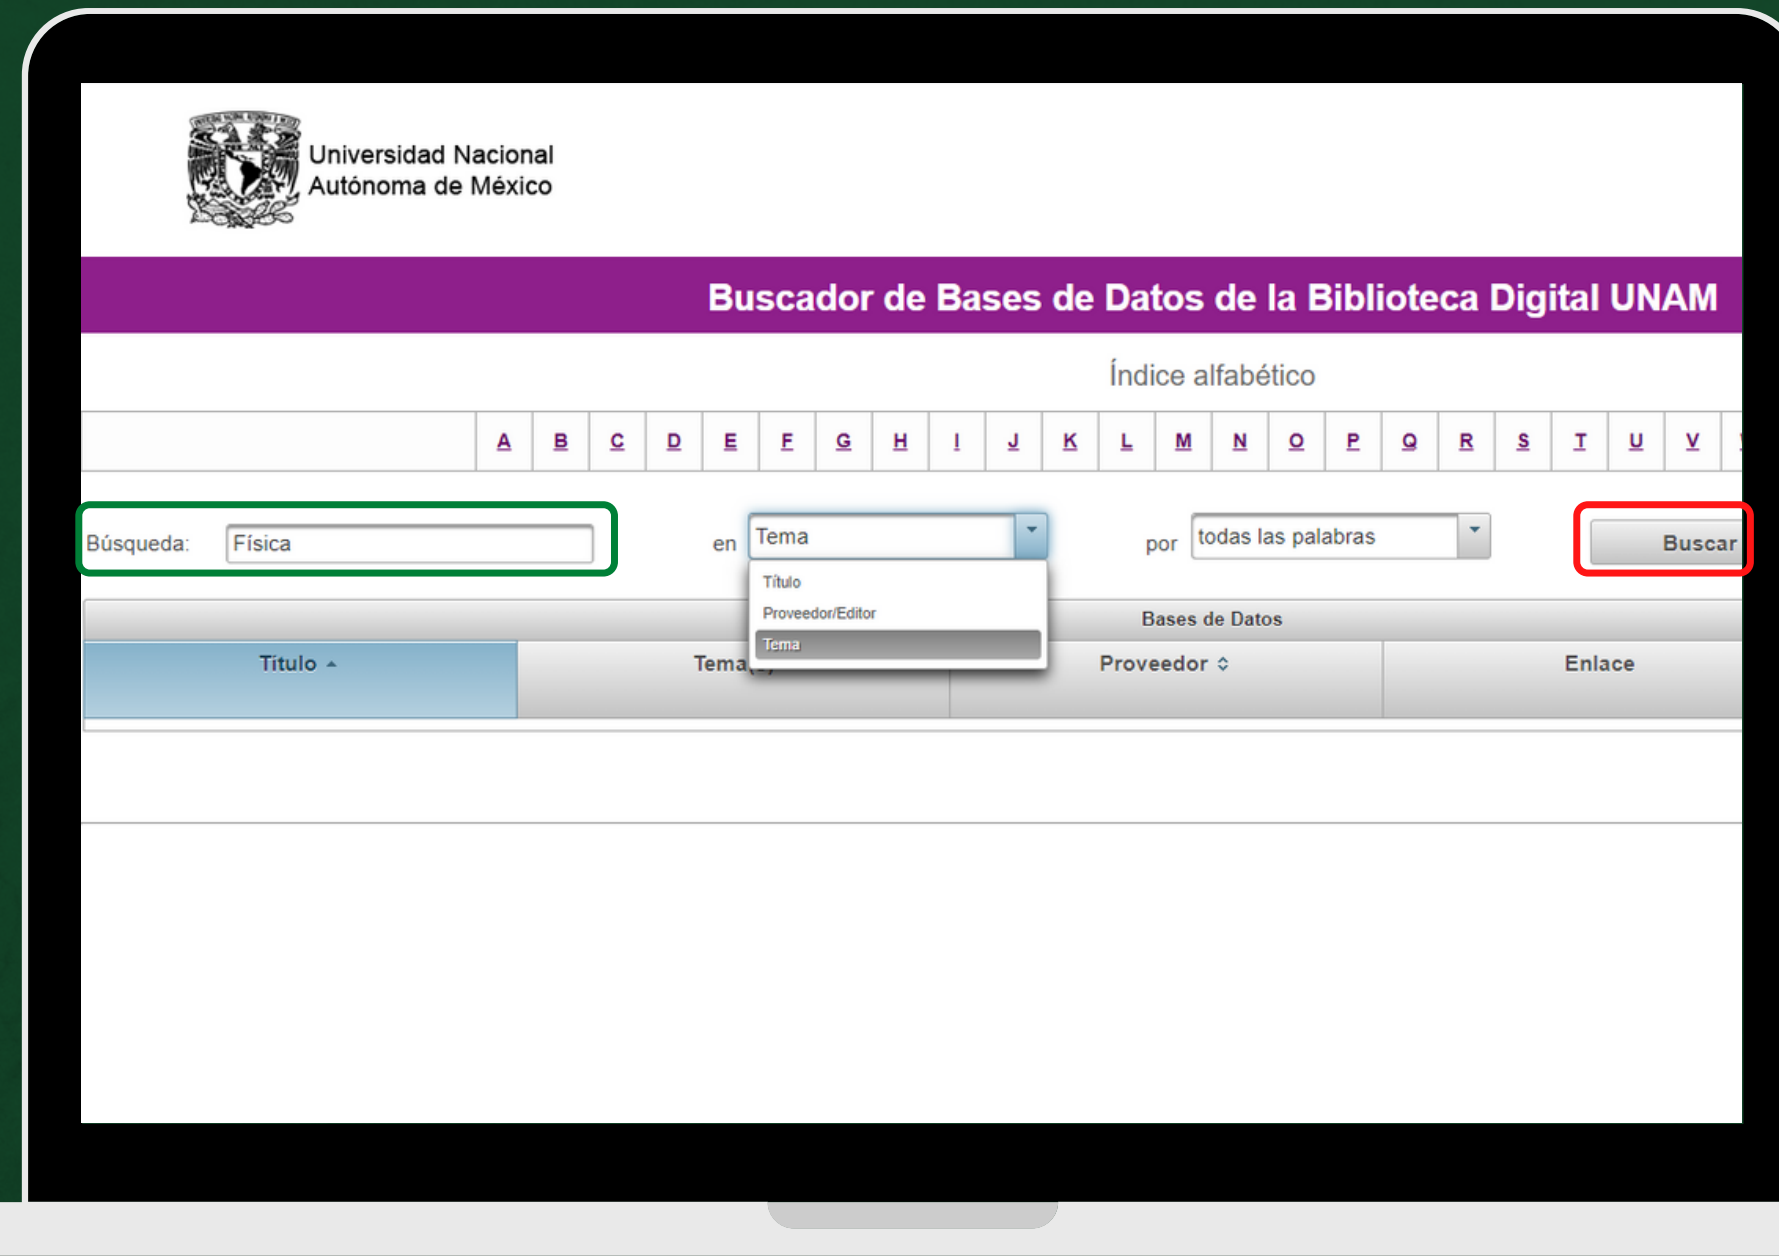 Universidad Nacional
Autónoma de México
Buscador de Bases de Datos de la Biblioteca Digital UNAM
Índice alfabético
A B C D E F G H I J K L M N O P Q R S T U V
Búsqueda: Física en Tema por todas las palabras Buscar
Título
Proveedor/Editor
Tema
Bases de Datos
Título Tema(s) Proveedor Enlace